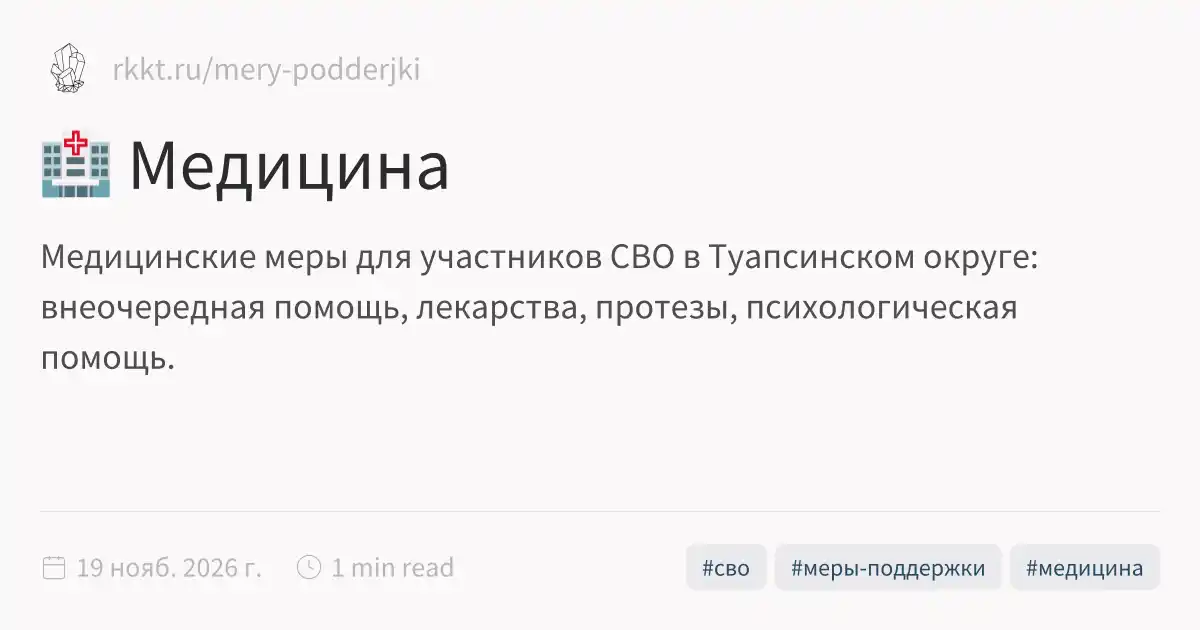 rkkt.ru/mery-podderjki
Медицина
Медицинские меры для участников СВО в Туапсинском округе:
внеочередная помощь, лекарства, протезы, психологическая
помощь.
19 нояб. 2026 г. 1 min read #сво #меры-поддержки #медицина